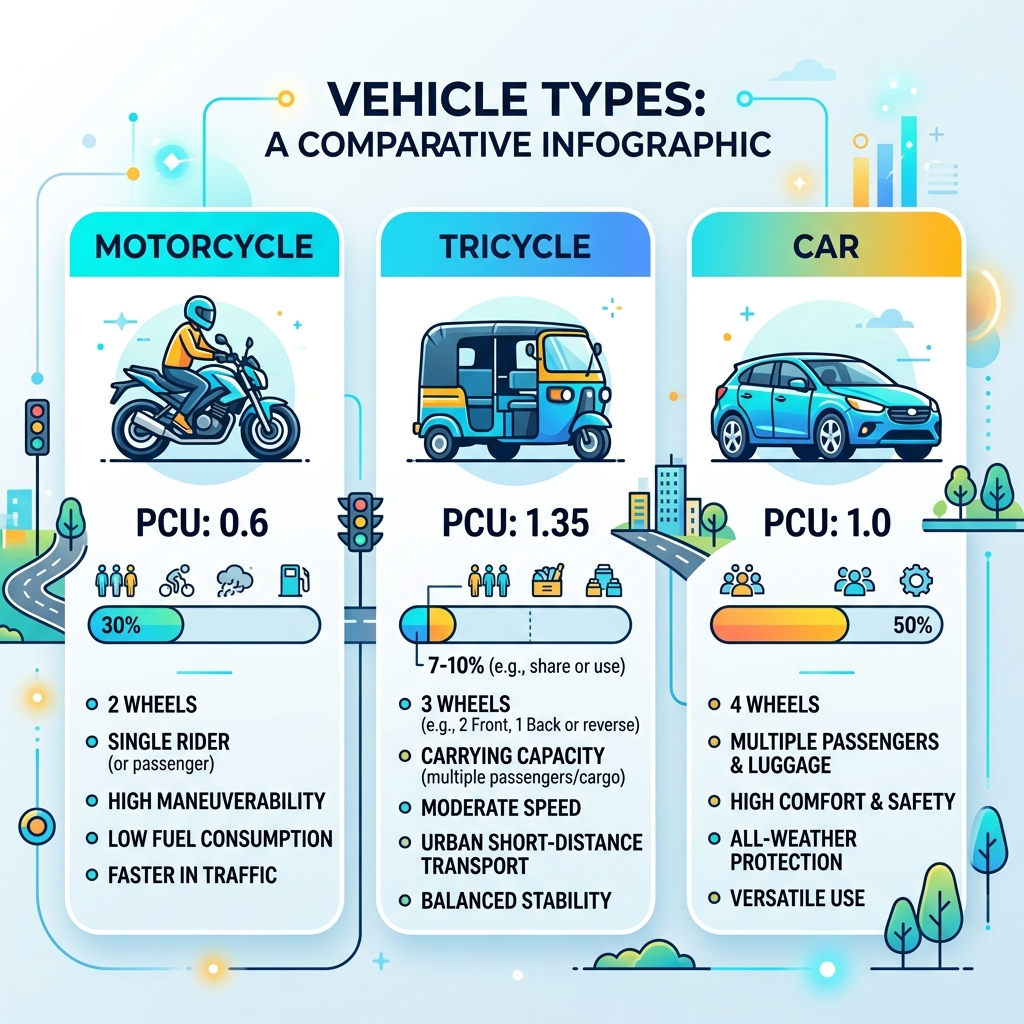 VEHICLE TYPES:
A COMPARATIVE INFOGRAPHIC
MOTORCYCLE
PCU: 0.6
30%
2 WHEELS
SINGLE RIDER
(or passenger)
HIGH MANEUVERABILITY
LOW FUEL CONSUMPTION
FASTER IN TRAFFIC
TRICYCLE
PCU: 1.35
7-10% (e.g., share or use)
3 WHEELS
(e.g., 2 Front, 1 Back or reverse)
CARRYING CAPACITY
(multiple passengers/cargo)
MODERATE SPEED
URBAN SHORT-DISTANCE
TRANSPORT
BALANCED STABILITY
CAR
PCU: 1.0
50%
4 WHEELS
MULTIPLE PASSENGERS
& LUGGAGE
HIGH COMFORT & SAFETY
ALL-WEATHER
PROTECTION
VERSATILE USE